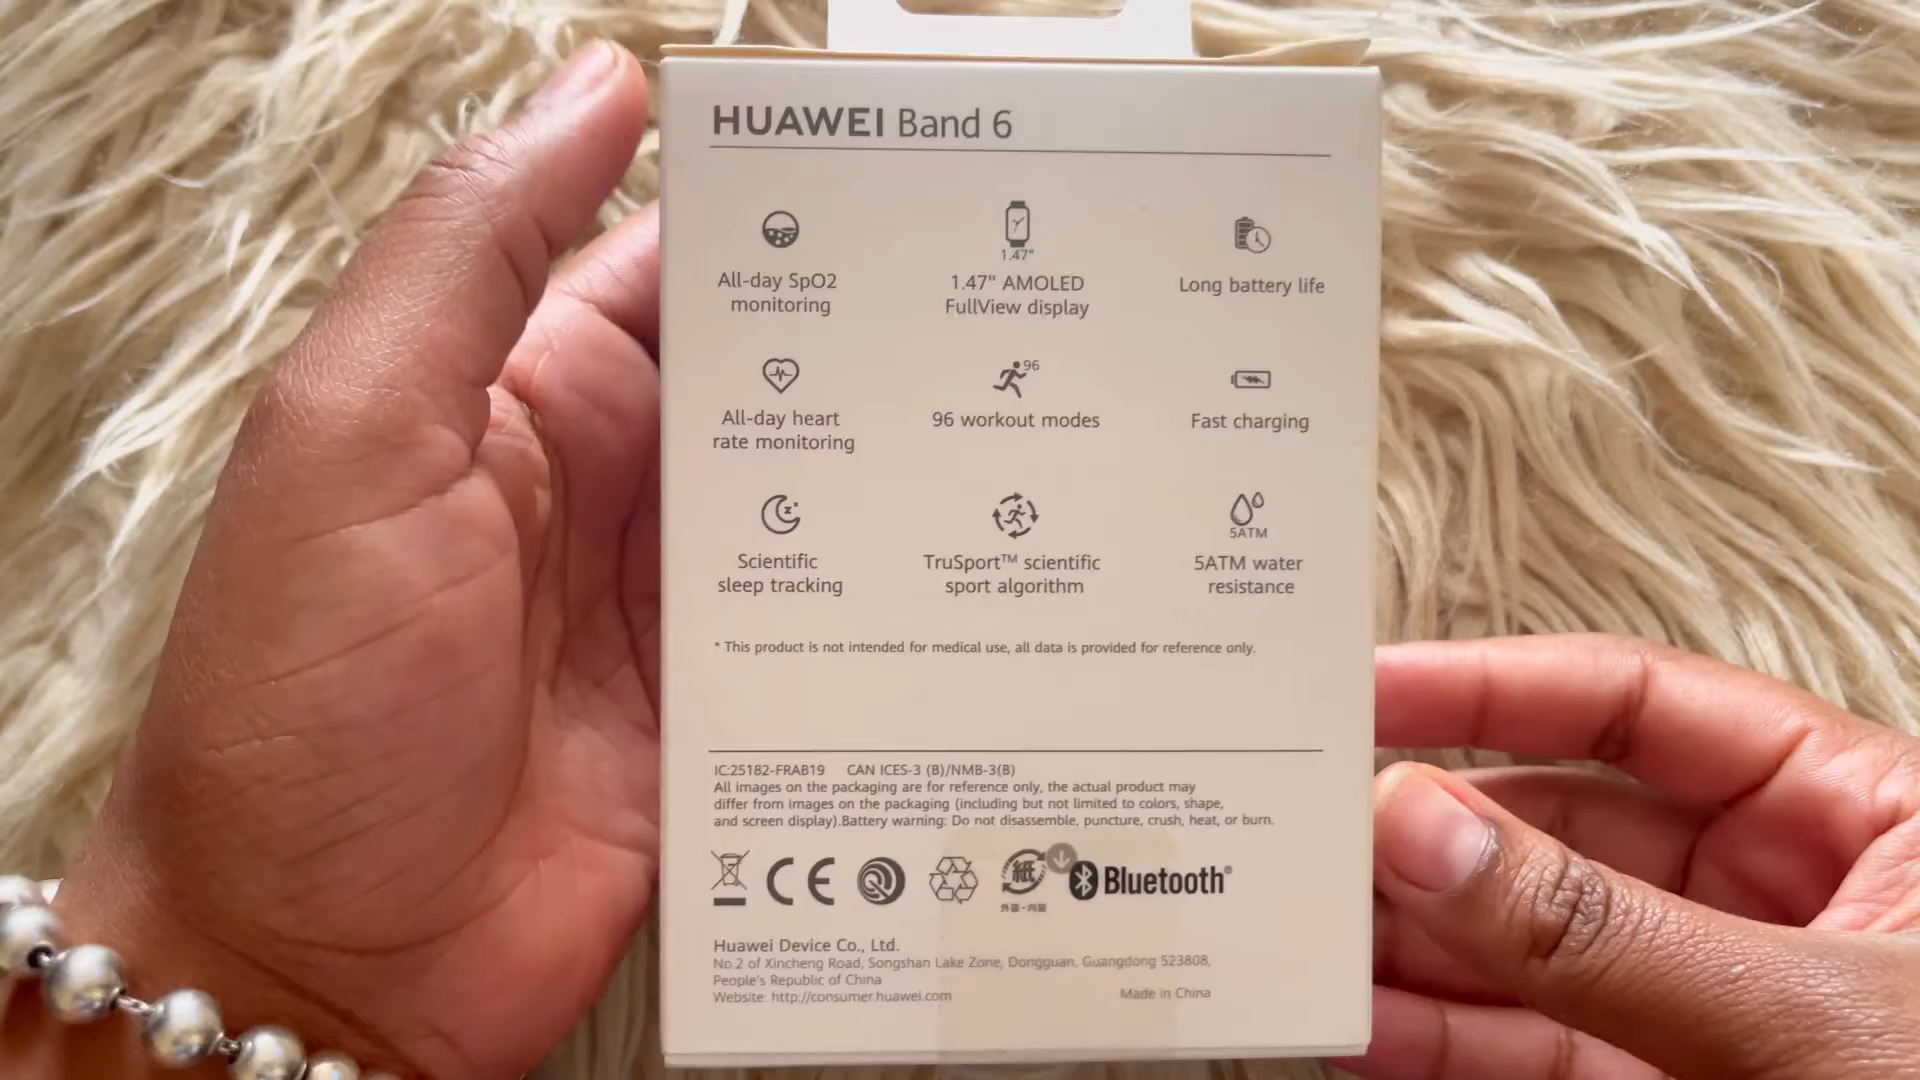 HUAWEI Band 6
1.47"
All-day SpO2
monitoring
1.47" AMOLED
FullView display
Long battery life
96
All-day heart
rate monitoring
96 workout modes
Fast charging
z z
5ATM
Scientific
sleep tracking
TruSport™ scientific
sport algorithm
5ATM water
resistance
* This product is not intended for medical use, all data is provided for reference only.
IC:25182-FRAB19 CAN ICES-3 (B)/NMB-3(B)
All images on the packaging are for reference only, the actual product may
differ from images on the packaging (including but not limited to colors, shape,
and screen display).Battery warning: Do not disassemble, puncture, crush, heat, or burn.
CE
紙
外箱・内箱
Bluetooth®
Huawei Device Co., Ltd.
No.2 of Xincheng Road, Songshan Lake Zone, Dongguan, Guangdong 523808,
People's Republic of China
Website: http://consumer.huawei.com
Made in China